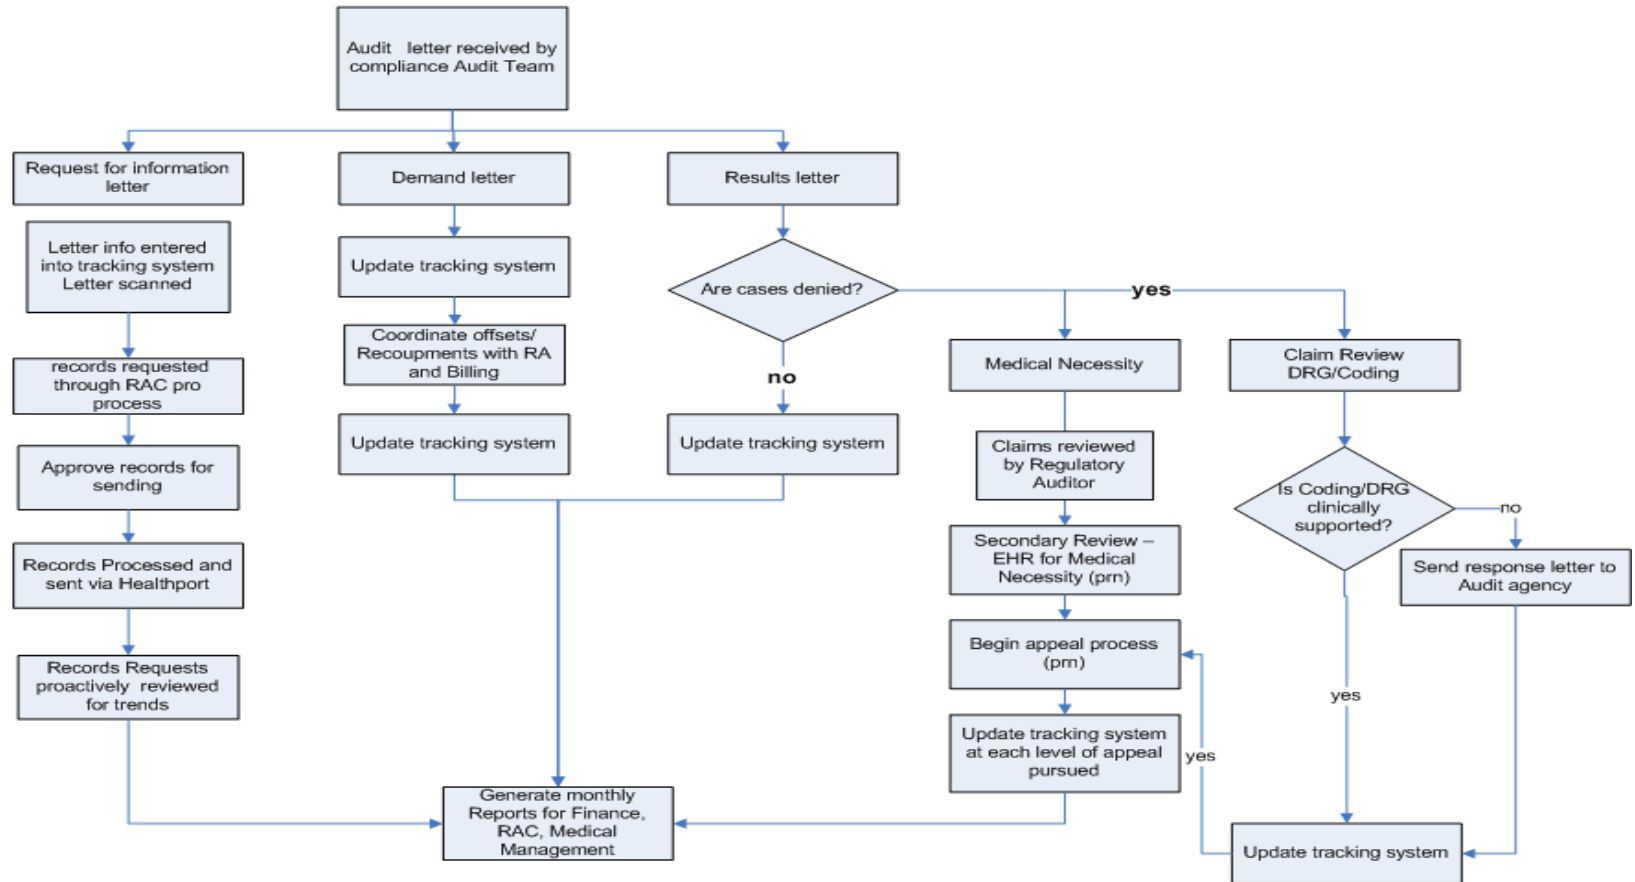 Audit letter received by
compliance Audit Team
Request for information
letter
Demand letter
Results letter
Letter info entered
into tracking system
Letter scanned
Update tracking system
Are cases denied?
yes
Coordinate offsets/
Recoupments with RA
and Billing
Medical Necessity
Claim Review
DRG/Coding
records requested
through RAC pro
process
no
Update tracking system
Update tracking system
Claims reviewed
by Regulatory
Auditor
Approve records for
sending
Is Coding/DRG
clinically
supported?
no
Secondary Review –
EHR for Medical
Necessity (prn)
Send response letter to
Audit agency
Records Processed and
sent via Healthport
Begin appeal process
(prn)
Records Requests
proactively reviewed
for trends
yes
Update tracking system
at each level of appeal
pursued
yes
Generate monthly
Reports for Finance,
RAC, Medical
Management
Update tracking system